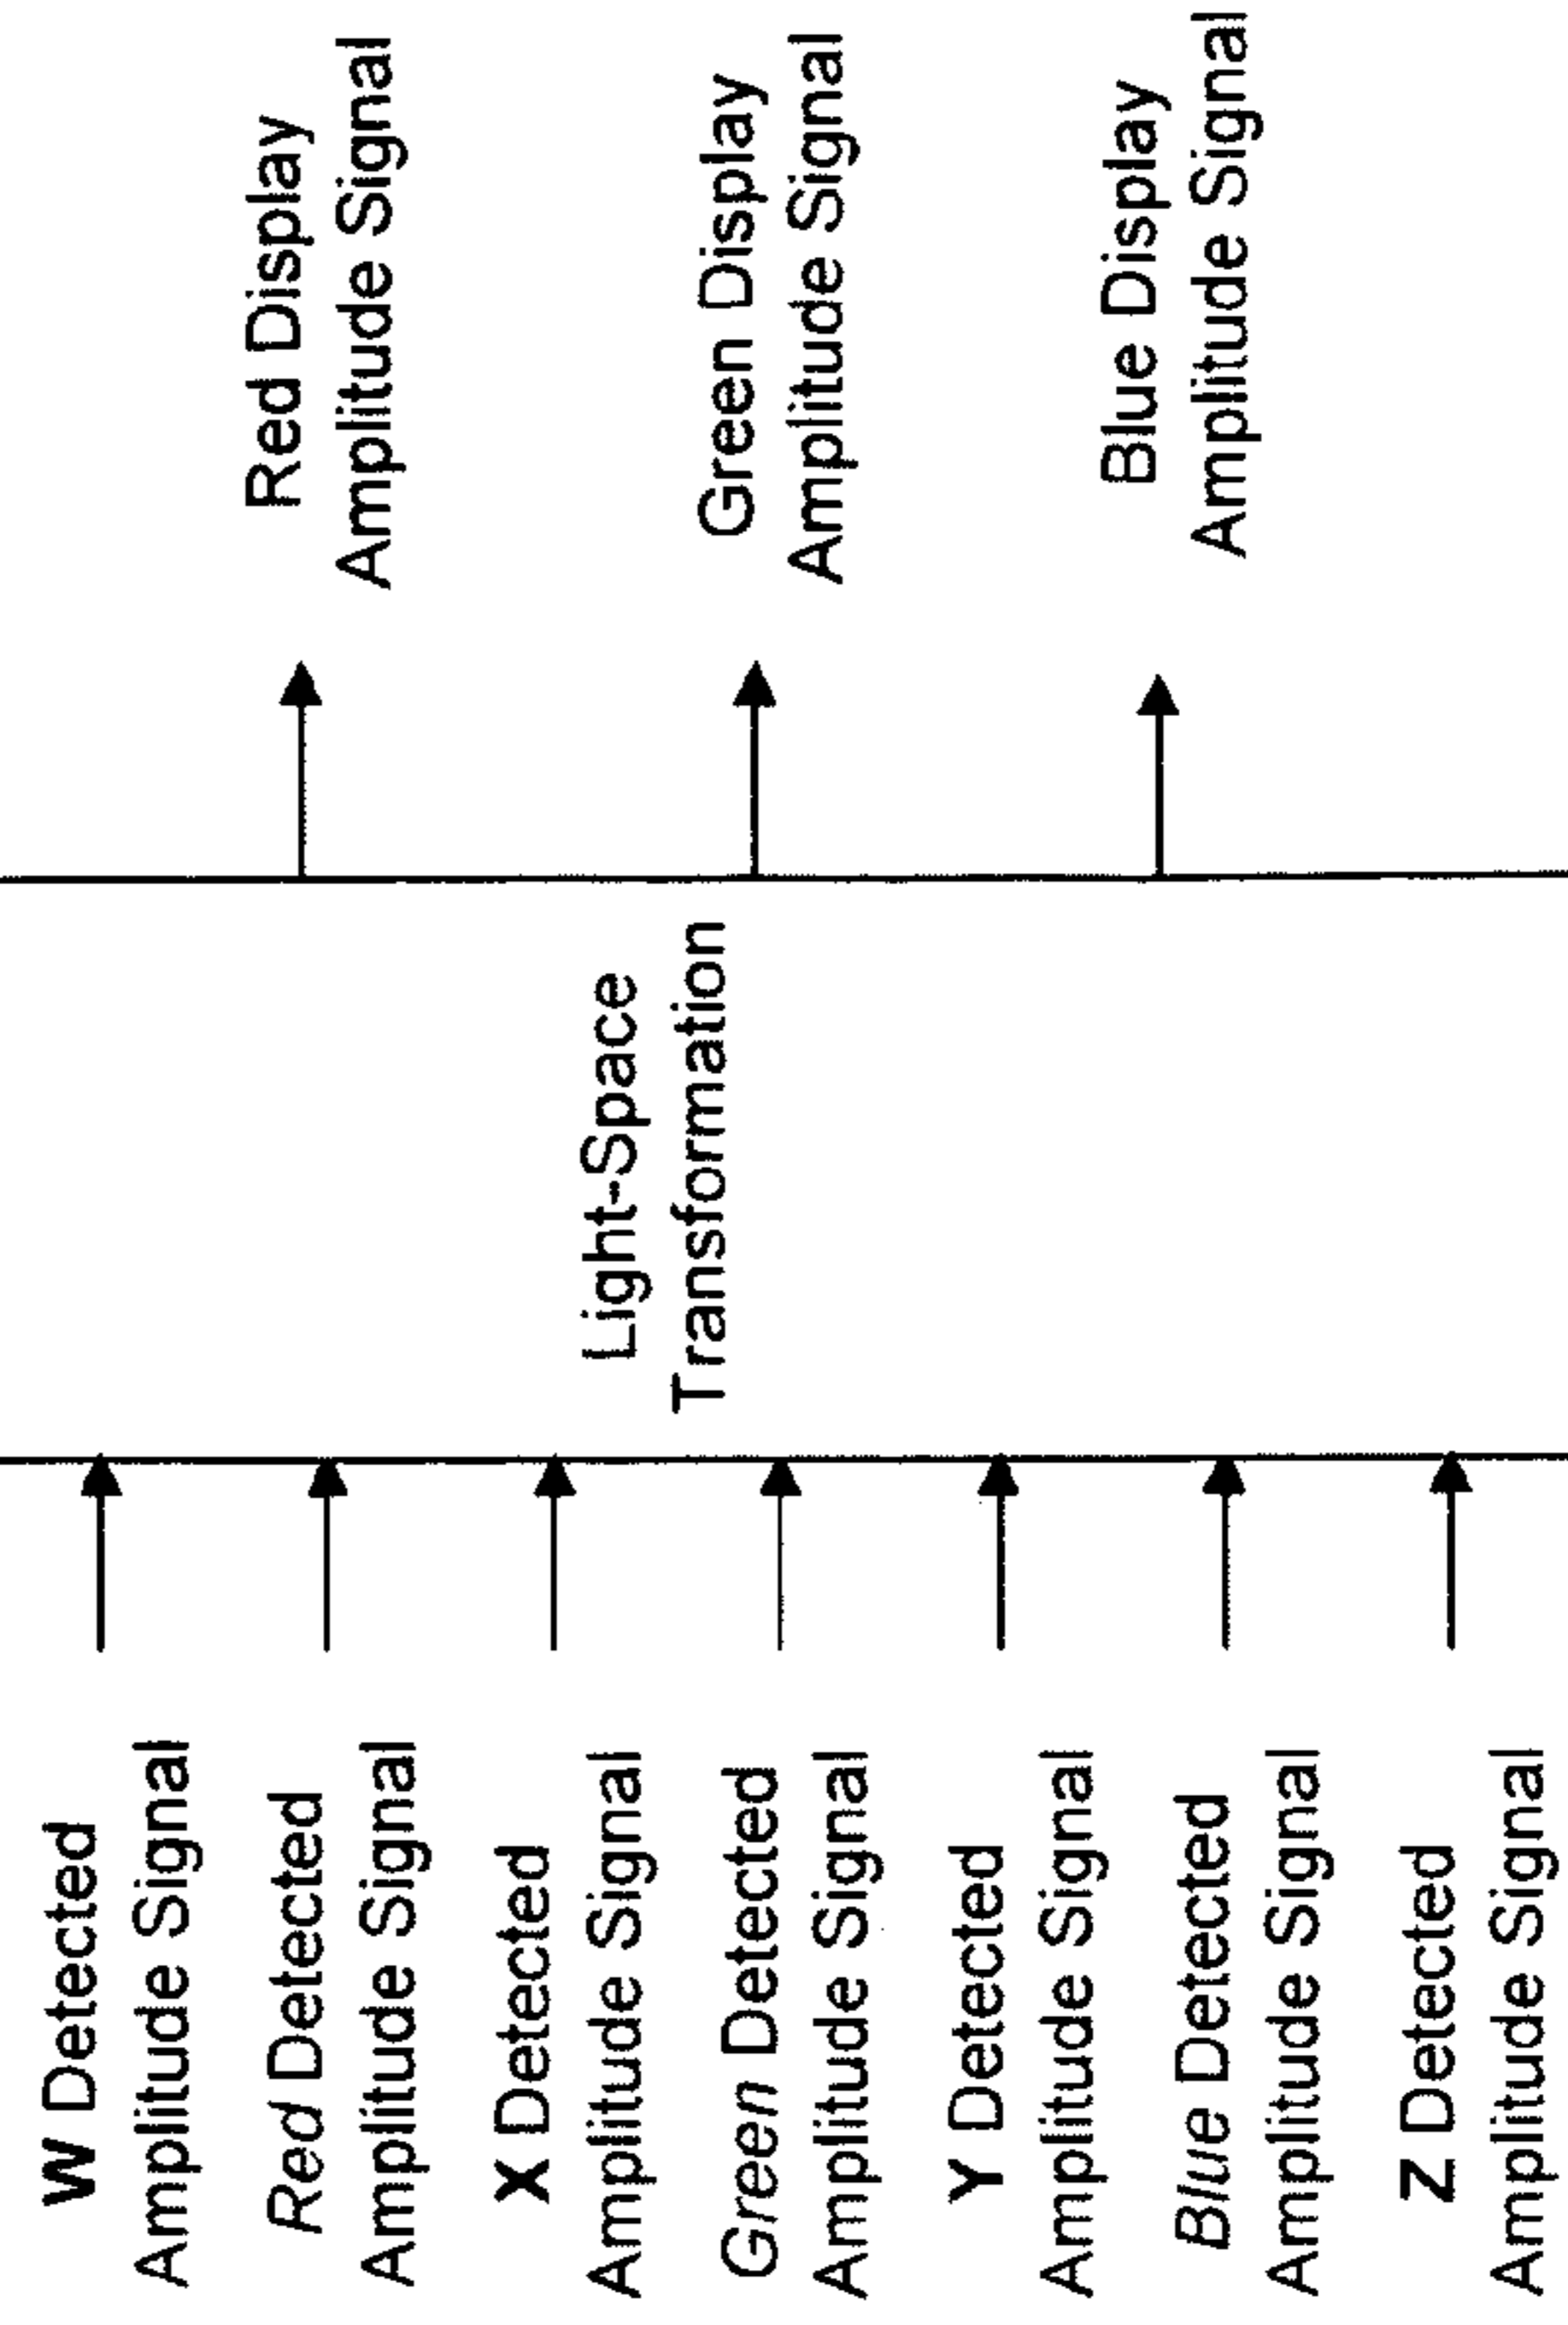 W Detected
Amplitude Signal
Red Detected
Amplitude Signal
X Detected
Amplitude Signal
Green Detected
Amplitude Signal
Y Detected
Amplitude Signal
Blue Detected
Amplitude Signal
Z Detected
Amplitude Signal
Light-Space
Transformation
Red Display
Amplitude Signal
Green Display
Amplitude Signal
Blue Display
Amplitude Signal